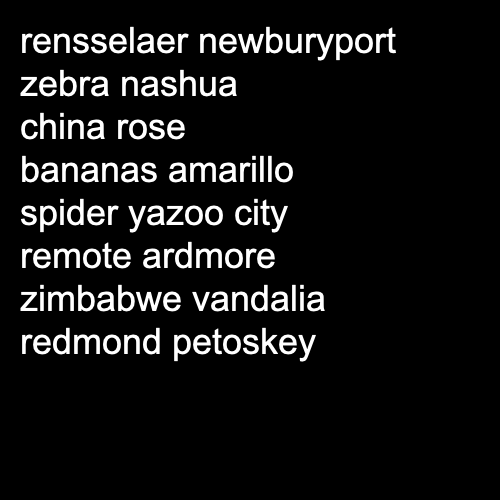 rensselaer newburyport
zebra nashua
china rose
bananas amarillo
spider yazoo city
remote ardmore
zimbabwe vandalia
redmond petoskey